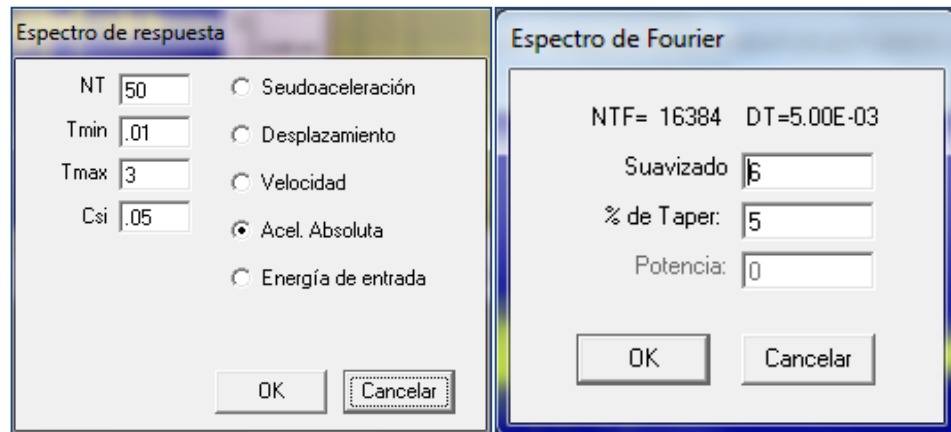 Espectro de respuesta
NT 50
Tmin .01
Tmax 3
Csi .05
Seudoaceleración
Desplazamiento
Velocidad
Acel. Absoluta
Energía de entrada
OK Cancelar
Espectro de Fourier
NTF= 16384 DT=5.00E-03
Suavizado 6
% de Taper: 5
Potencia: 0
OK Cancelar